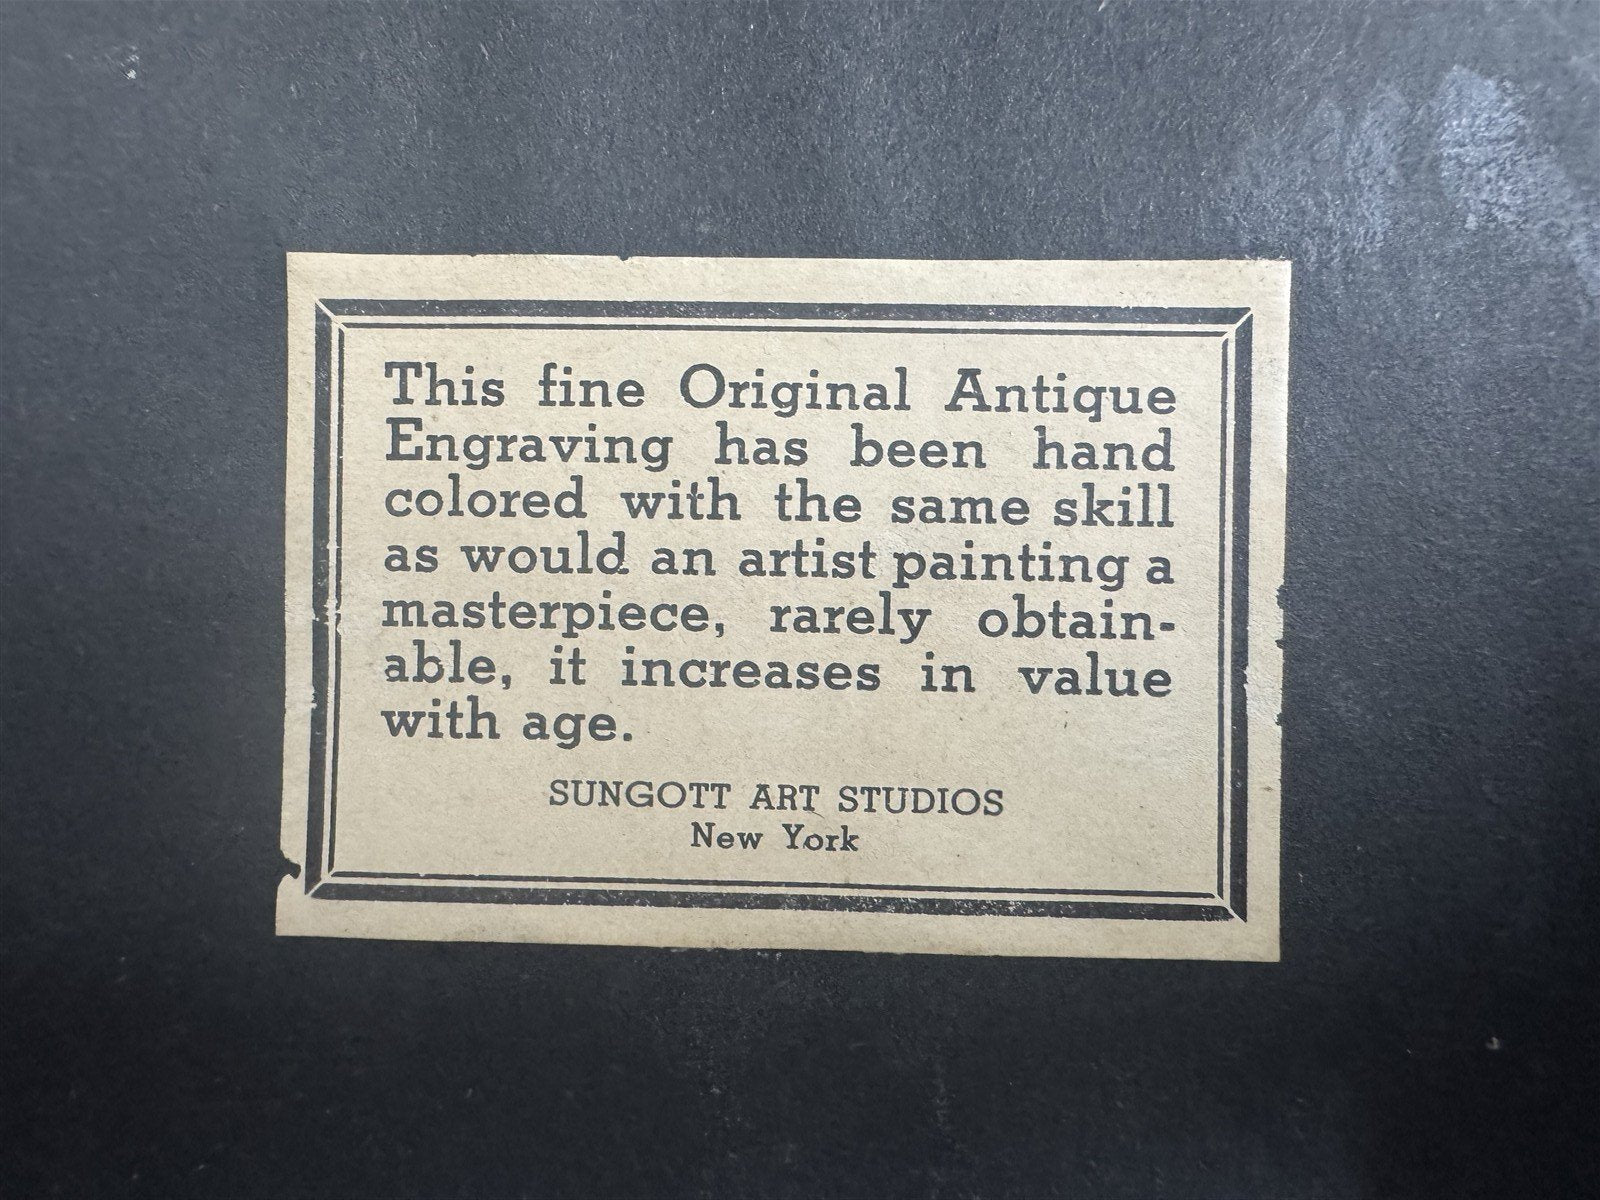 This fine Original Antique
Engraving has been hand
colored with the same skill
as would an artist painting a
masterpiece, rarely obtain-
able, it increases in value
with age.
SUNGOTT ART STUDIOS
New York